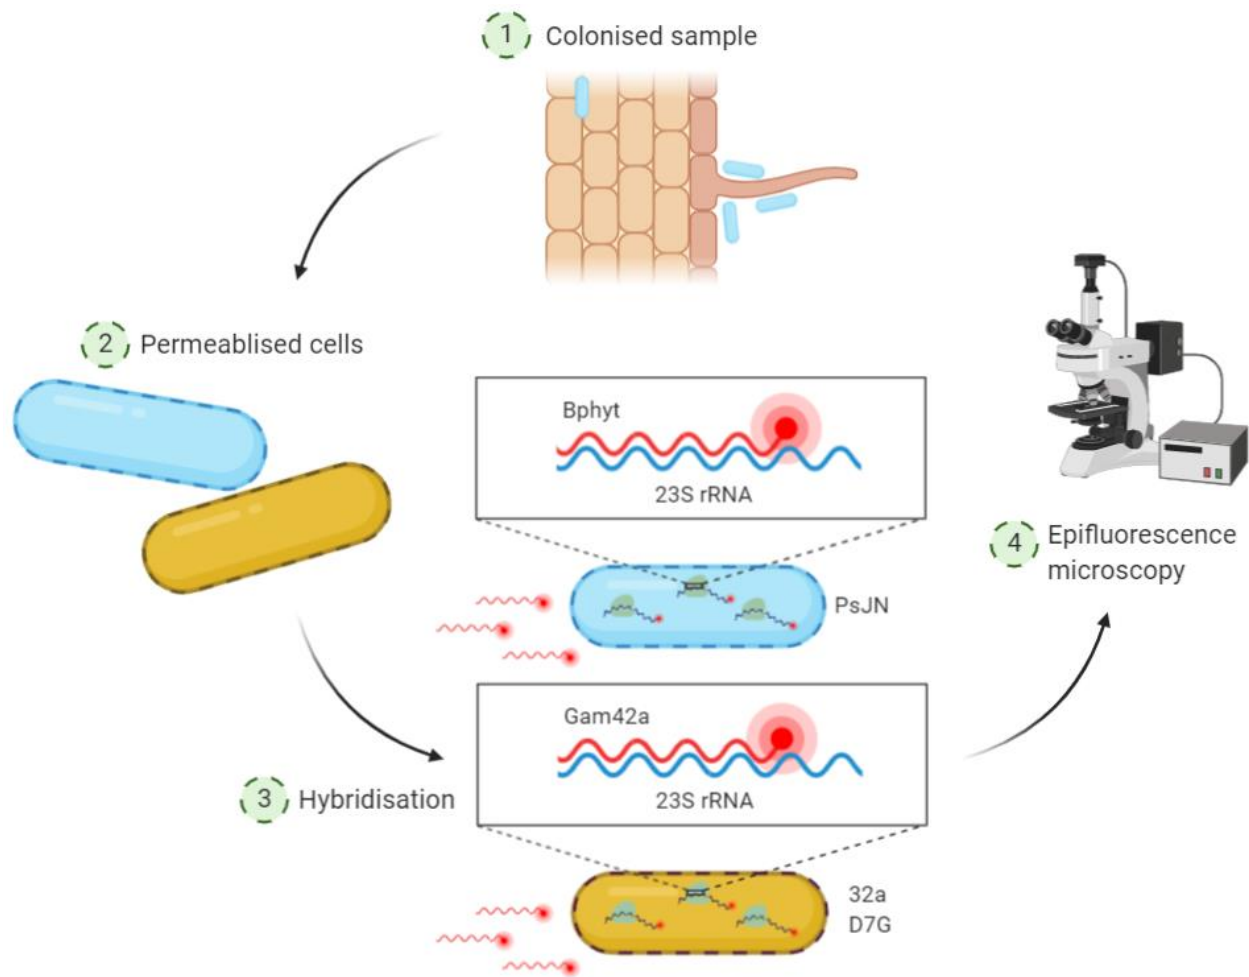 1 Colonised sample
2 Permeablised cells
Bphyt
23S rRNA
PsJN
Gam42a
23S rRNA
3 Hybridisation
32a
D7G
4 Epifluorescence
microscopy